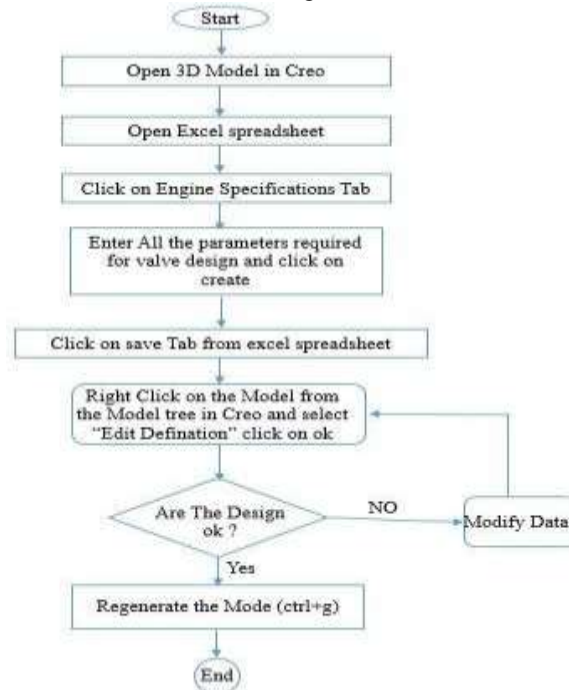 Start
Open 3D Model in Creo
Open Excel spreadsheet
Click on Engine Specifications Tab
Enter All the parameters required
for valve design and click on
create
Click on save Tab from excel spreadsheet
Right Click on the Model from
the Model tree in Creo and select
“Edit Defination” click on ok
Are The Design
ok ?
NO
Modify Data
Yes
Regenerate the Mode (ctrl+g)
End